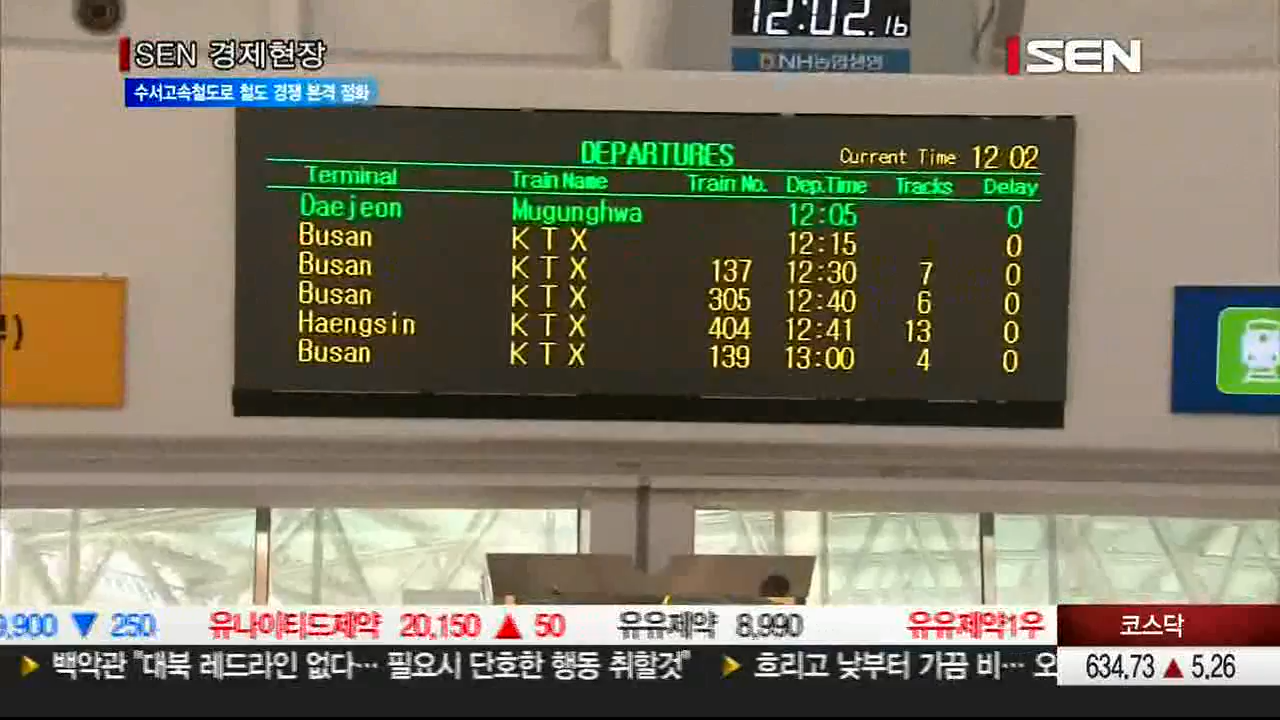 12:02.16
NH농협생명
SEN 경제현장
SEN
수서고속철도로 철도 경쟁 본격 점화
DEPARTURES Current Time 12 02
Terminal Train Name Train No. Dep.Time Tracks Delay
Daejeon Mugunghwa 12:05 0
Busan K T X 12:15 0
Busan K T X 137 12:30 7 0
Busan K T X 305 12:40 6 0
Haengsin K T X 404 12:41 13 0
Busan K T X 139 13:00 4 0
9,900 ▼ 250 유나이티드제약 20,150 ▲ 50 유유제약 8,990 유유제약1우 코스닥
백악관 "대북 레드라인 없다… 필요시 단호한 행동 취할것" 흐리고 낮부터 가끔 비… 오
634.73 ▲ 5.26